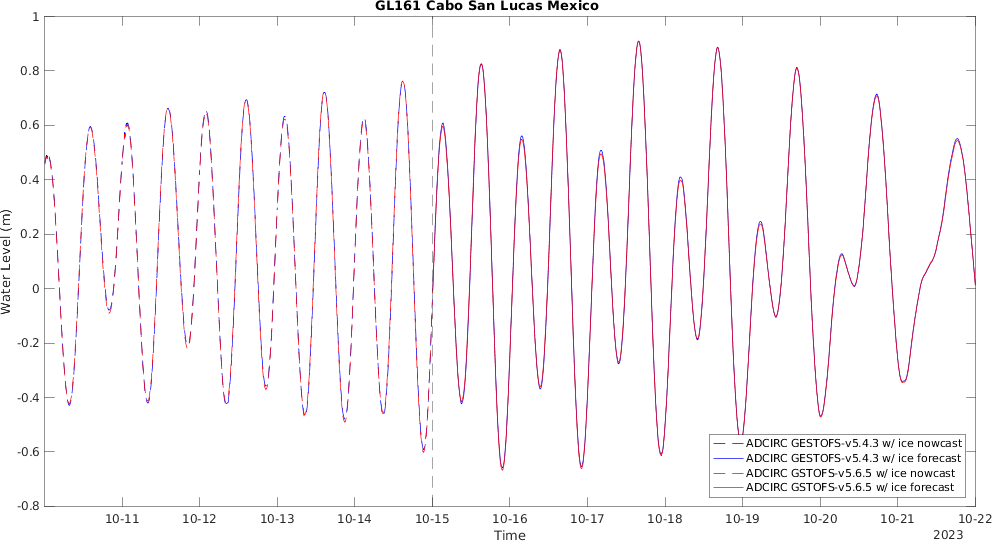 GL161 Cabo San Lucas Mexico
1
0.8
0.6
0.4
0.2
0
-0.2
-0.4
-0.6
-0.8
Water Level (m)
ADCIRC GESTOFS-v5.4.3 w/ ice nowcast
ADCIRC GESTOFS-v5.4.3 w/ ice forecast
ADCIRC GSTOFS-v5.6.5 w/ ice nowcast
ADCIRC GSTOFS-v5.6.5 w/ ice forecast
10-11 10-12 10-13 10-14 10-15 10-16 10-17 10-18 10-19 10-20 10-21 10-22
Time
2023